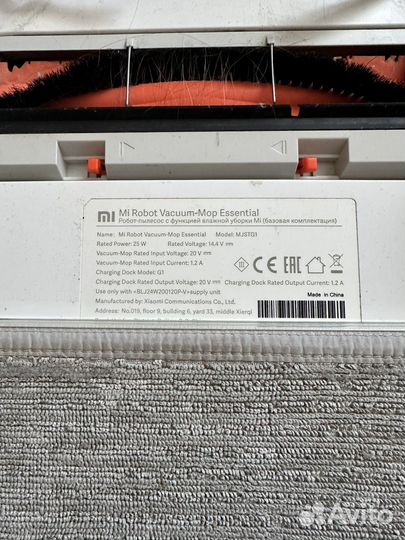 mi Mi Robot Vacuum-Mop Essential
Робот-пылесос с функцией влажной уборки Mi (базовая комплектация)
Name: Mi Robot Vacuum-Mop Essential Model: MJSTG1
Rated Power: 25 W Rated Voltage: 14.4 V
Vacuum-Mop Rated Input Voltage: 20 V
Vacuum-Mop Rated Input Current: 1.2 A
Charging Dock Model: G1
Charging Dock Rated Output Voltage: 20 V Charging Dock Rated Output Current: 1.2 A
Use only with <BLJ24W200120P-V>supply unit
Manufactured by: Xiaomi Communications Co., Ltd.
Made in China
Address: No.019, floor 9, building 6, yard 33, middle Xierqi
Avito